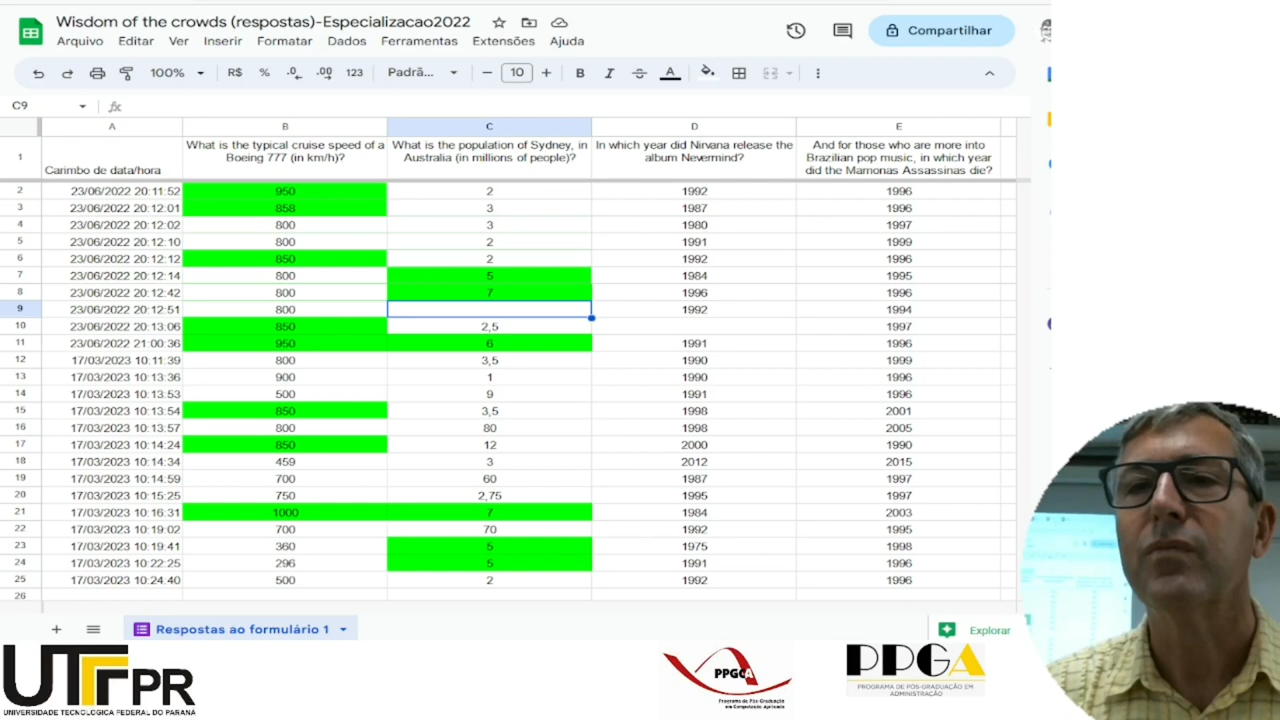 Wisdom of the crowds (respostas)-Especializacao2022
Arquivo Editar Ver Inserir Formatar Dados Ferramentas Extensões Ajuda
Compartilhar
100% R$ % .0 .00 123 Padrã... − 10 + B I A
C9 fx
A B C D E
1 Carimbo de data/hora What is the typical cruise speed of a Boeing 777 (in km/h)? What is the population of Sydney, in Australia (in millions of people)? In which year did Nirvana release the album Nevermind? And for those who are more into Brazilian pop music, in which year did the Mamonas Assassinas die?
2 23/06/2022 20:11:52 950 2 1992 1996
3 23/06/2022 20:12:01 858 3 1987 1996
4 23/06/2022 20:12:02 800 3 1980 1997
5 23/06/2022 20:12:10 800 2 1991 1999
6 23/06/2022 20:12:12 850 2 1992 1996
7 23/06/2022 20:12:14 800 5 1984 1995
8 23/06/2022 20:12:42 800 7 1996 1996
9 23/06/2022 20:12:51 800 1992 1994
10 23/06/2022 20:13:06 850 2,5 1997
11 23/06/2022 21:00:36 950 6 1991 1996
12 17/03/2023 10:11:39 800 3,5 1990 1999
13 17/03/2023 10:13:36 900 1 1990 1996
14 17/03/2023 10:13:53 500 9 1991 1996
15 17/03/2023 10:13:54 850 3,5 1998 2001
16 17/03/2023 10:13:57 800 80 1998 2005
17 17/03/2023 10:14:24 850 12 2000 1990
18 17/03/2023 10:14:34 459 3 2012 2015
19 17/03/2023 10:14:59 700 60 1987 1997
20 17/03/2023 10:15:25 750 2,75 1995 1997
21 17/03/2023 10:16:31 1000 7 1984 2003
22 17/03/2023 10:19:02 700 70 1992 1995
23 17/03/2023 10:19:41 360 5 1975 1998
24 17/03/2023 10:22:25 296 5 1991 1996
25 17/03/2023 10:24:40 500 2 1992 1996
26
+ Respostas ao formulário 1 Explorar
UTFPR
UNIVERSIDADE TECNOLÓGICA FEDERAL DO PARANÁ
PPGCA
Programa de Pós-Graduação
em Computação Aplicada
PPGA
PROGRAMA DE PÓS-GRADUAÇÃO EM
ADMINISTRAÇÃO